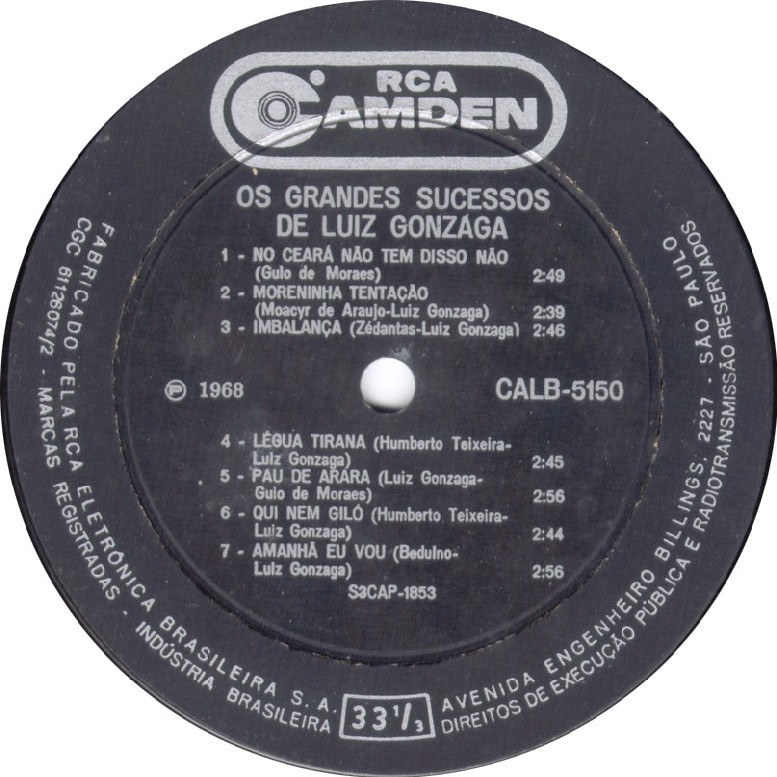 RCA
CAMDEN
OS GRANDES SUCESSOS
DE LUIZ GONZAGA
1 - NO CEARÁ NÃO TEM DISSO NÃO
(Guio de Moraes) 2:49
2 - MORENINHA TENTAÇÃO
(Moacyr de Araujo-Luiz Gonzaga) 2:39
3 - IMBALANÇA (Zédantas-Luiz Gonzaga) 2:46
℗ 1968 CALB-5150
4 - LÉGUA TIRANA (Humberto Teixeira-
Luiz Gonzaga) 2:45
5 - PAU DE ARARA (Luiz Gonzaga-
Guio de Moraes) 2:56
6 - QUI NEM GILÓ (Humberto Teixeira-
Luiz Gonzaga) 2:44
7 - AMANHÃ EU VOU (Beduino-
Luiz Gonzaga) 2:56
S3CAP-1853
FABRICADO PELA RCA ELETRÔNICA BRASILEIRA S.A.
CGC 61126074/2 - MARCAS REGISTRADAS - INDÚSTRIA BRASILEIRA
33 1/3
AVENIDA ENGENHEIRO BILLINGS, 2227 - SÃO PAULO
DIREITOS DE EXECUÇÃO PÚBLICA E RADIOTRANSMISSÃO RESERVADOS